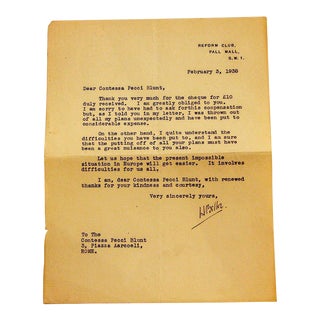 REFORM CLUB,
PALL MALL,
S.W.1.
February 3, 1938
Dear Contessa Pecci Blunt,
Thank you very much for the cheque for £10
duly received. I am greatly obliged to you.
I am sorry to have had to ask forthis compensation
but, as I told you in my letter, I was thrown out
of all my plans unexpectedly and have been put to
considerable expense.
On the other hand, I quite understand the
difficulties you have been put to, and I am sure
that the putting off of all your plans must have
been a great nuisance to you also.
Let us hope that the present impossible
situation in Europe will get easier. It involves
difficulties for us all.
I am, dear Contessa Pecci Blunt, with renewed
thanks for your kindness and courtesy,
Very sincerely yours,
To The
Contessa Pecci Blunt
3, Piazza Aarcoeli,
ROME.